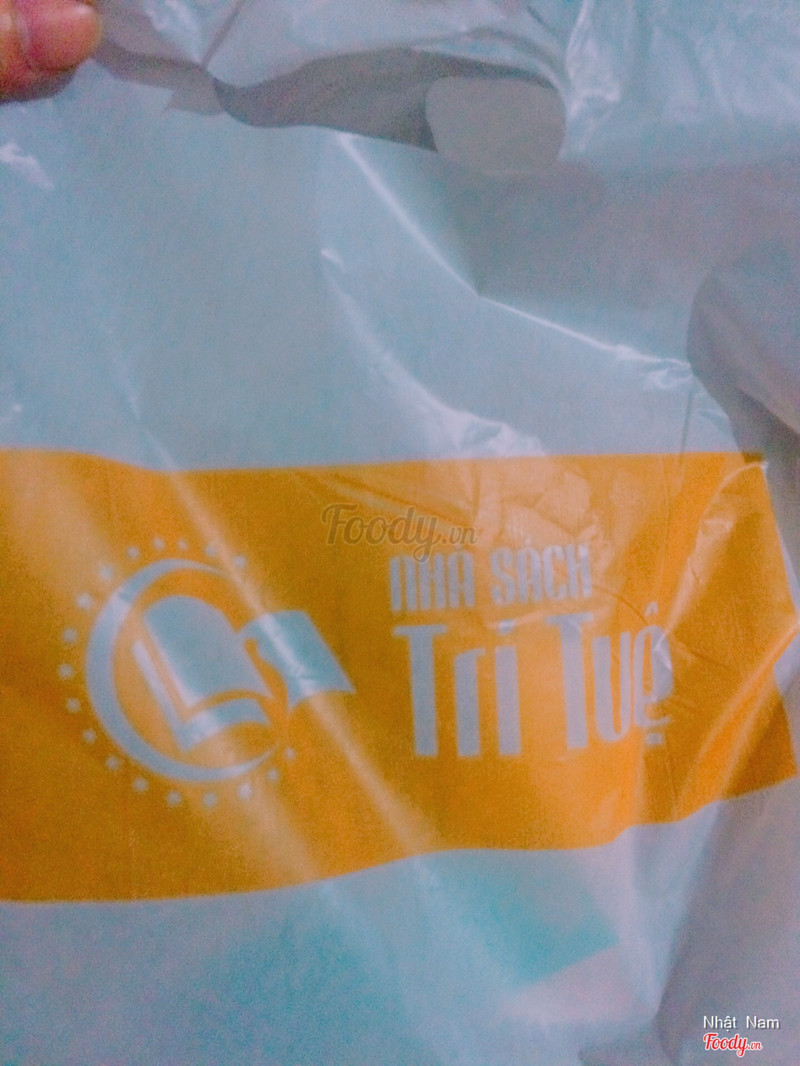 Foody.vn
NHÀ SÁCH
Trí Tuệ
Nhật Nam
Foody.vn